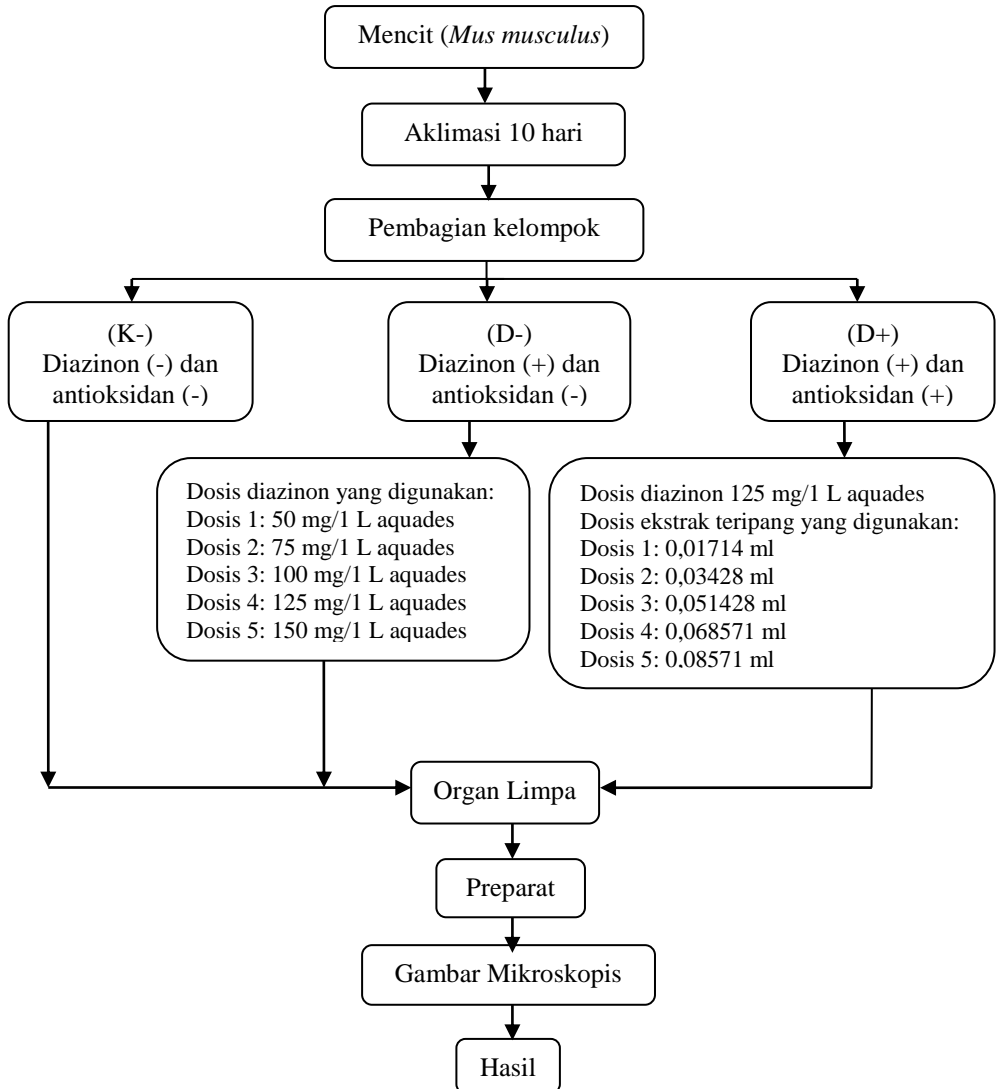 Mencit (Mus musculus)
Aklimasi 10 hari
Pembagian kelompok
(K-)
Diazinon (-) dan
antioksidan (-)
(D-)
Diazinon (+) dan
antioksidan (-)
(D+)
Diazinon (+) dan
antioksidan (+)
Dosis diazinon yang digunakan:
Dosis 1: 50 mg/1 L aquades
Dosis 2: 75 mg/1 L aquades
Dosis 3: 100 mg/1 L aquades
Dosis 4: 125 mg/1 L aquades
Dosis 5: 150 mg/1 L aquades
Dosis diazinon 125 mg/1 L aquades
Dosis ekstrak teripang yang digunakan:
Dosis 1: 0,01714 ml
Dosis 2: 0,03428 ml
Dosis 3: 0,051428 ml
Dosis 4: 0,068571 ml
Dosis 5: 0,08571 ml
Organ Limpa
Preparat
Gambar Mikroskopis
Hasil